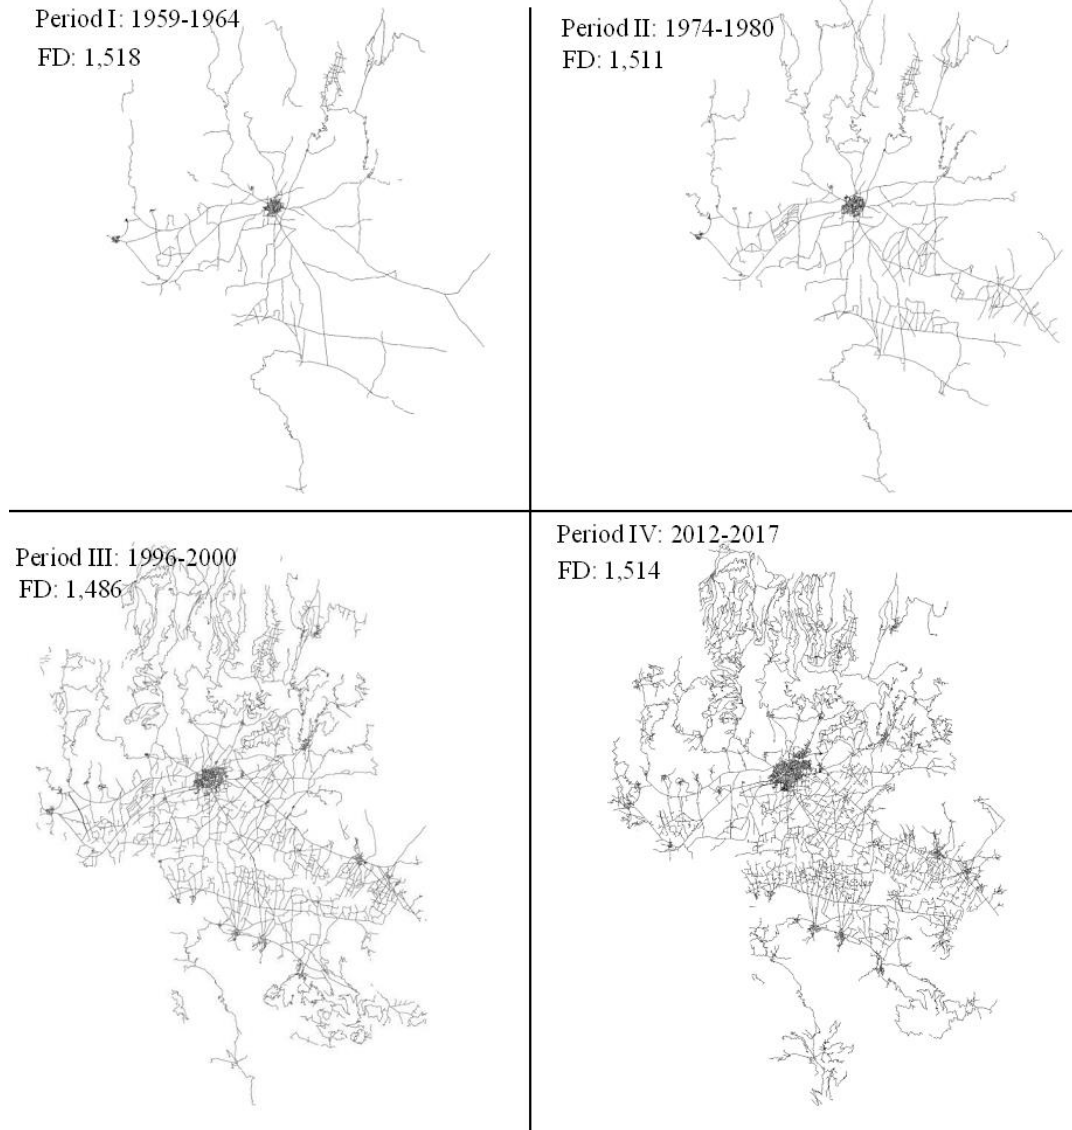 Period I: 1959-1964
FD: 1,518
Period II: 1974-1980
FD: 1,511
Period III: 1996-2000
FD: 1,486
Period IV: 2012-2017
FD: 1,514